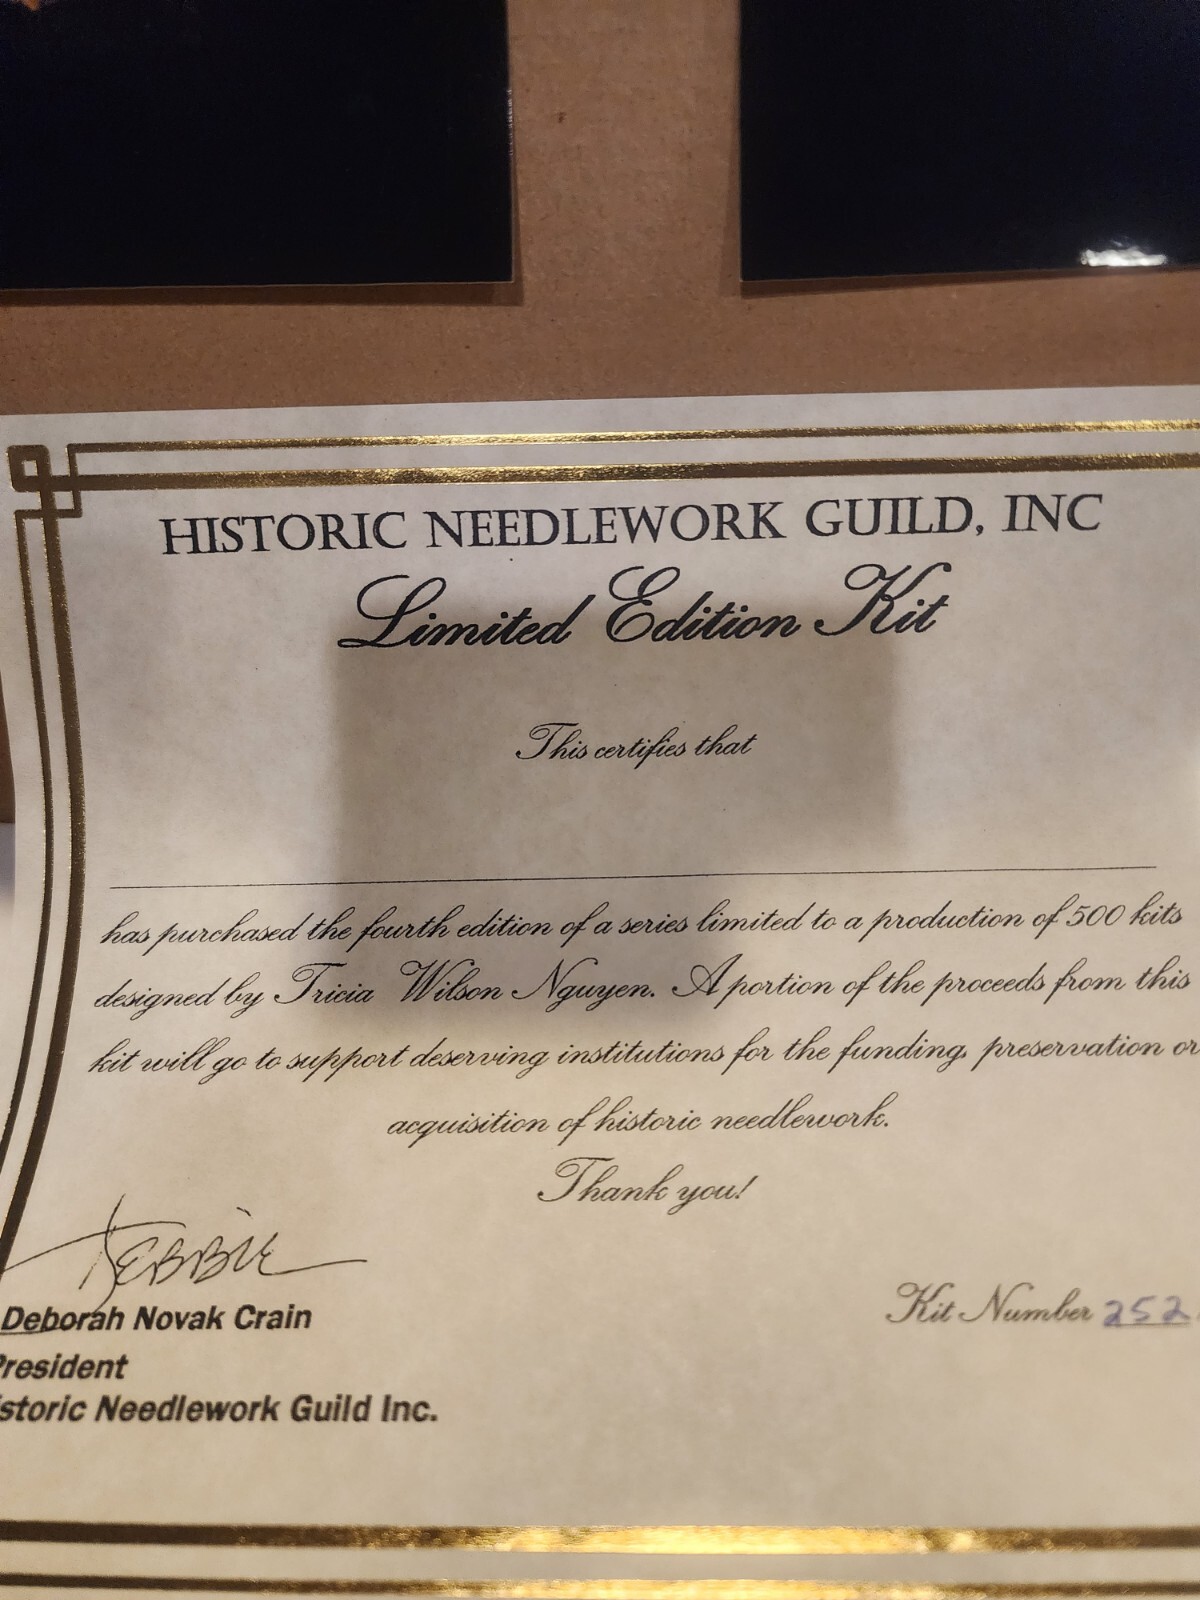 HISTORIC NEEDLEWORK GUILD, INC
Limited Edition Kit
This certifies that
has purchased the fourth edition of a series limited to a production of 500 kits
designed by Tricia Wilson Nguyen. A portion of the proceeds from this
kit will go to support deserving institutions for the funding, preservation or
acquisition of historic needlework.
Thank you!
DEBBIE
Deborah Novak Crain
Kit Number 252
President
storic Needlework Guild Inc.